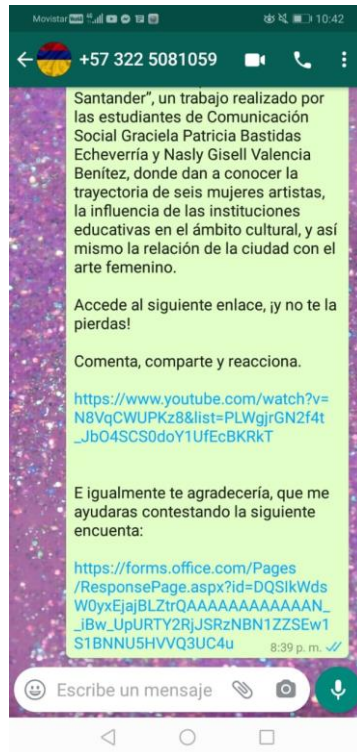 Movistar 10:42
+57 322 5081059
Santander”, un trabajo realizado por
las estudiantes de Comunicación
Social Graciela Patricia Bastidas
Echeverría y Nasly Gisell Valencia
Benítez, donde dan a conocer la
trayectoria de seis mujeres artistas,
la influencia de las instituciones
educativas en el ámbito cultural, y así
mismo la relación de la ciudad con el
arte femenino.
Accede al siguiente enlace, ¡y no te la
pierdas!
Comenta, comparte y reacciona.
https://www.youtube.com/watch?v=
N8VqCWUPKz8&list=PLWgjrGN2f4t
_JbO4SCS0doY1UfEcBKRkT
E igualmente te agradecería, que me
ayudaras contestando la siguiente
encuenta:
https://forms.office.com/Pages
/ResponsePage.aspx?id=DQSIkWds
W0yxEjajBLZtrQAAAAAAAAAAAAN_
_iBw_UpURTY2RjJSRzNBN1ZZSEw1
S1BNNU5HVVQ3UC4u 8:39 p. m.
Escribe un mensaje